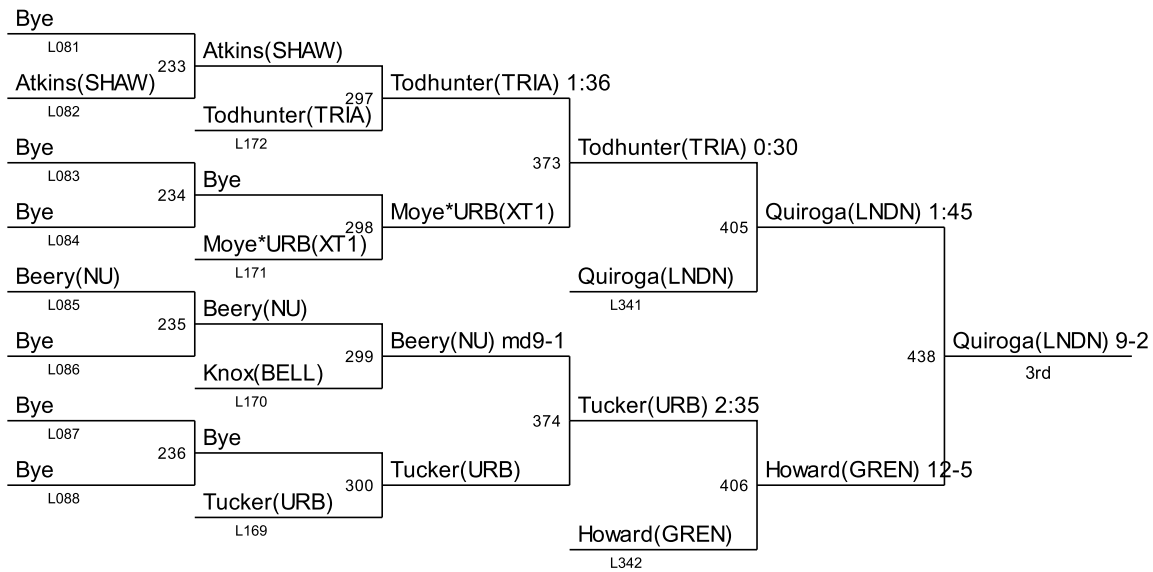 Bye
L081
Atkins(SHAW)
233
Atkins(SHAW)
L082
297
Todhunter(TRIA) 1:36
Todhunter(TRIA)
L172
Bye
L083
373
Todhunter(TRIA) 0:30
234
Bye
Bye
L084
298
Moye*URB(XT1)
Moye*URB(XT1)
L171
405
Quiroga(LNDN) 1:45
Beery(NU)
L085
Quiroga(LNDN)
L341
235
Beery(NU)
Bye
L086
299
Beery(NU) md9-1
438
Quiroga(LNDN) 9-2
3rd
Knox(BELL)
L170
Bye
L087
374
Tucker(URB) 2:35
236
Bye
Bye
L088
300
Tucker(URB)
406
Howard(GREN) 12-5
Tucker(URB)
L169
Howard(GREN)
L342